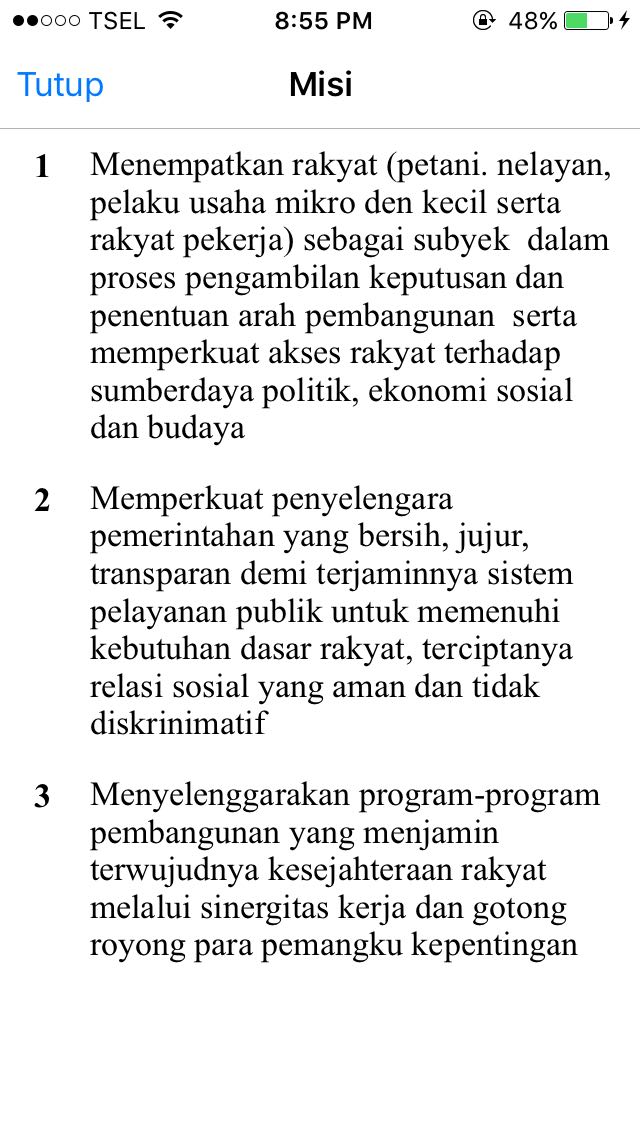 TSEL 8:55 PM 48%
Tutup Misi
1 Menempatkan rakyat (petani. nelayan,
pelaku usaha mikro den kecil serta
rakyat pekerja) sebagai subyek dalam
proses pengambilan keputusan dan
penentuan arah pembangunan serta
memperkuat akses rakyat terhadap
sumberdaya politik, ekonomi sosial
dan budaya
2 Memperkuat penyelengara
pemerintahan yang bersih, jujur,
transparan demi terjaminnya sistem
pelayanan publik untuk memenuhi
kebutuhan dasar rakyat, terciptanya
relasi sosial yang aman dan tidak
diskrinimatif
3 Menyelenggarakan program-program
pembangunan yang menjamin
terwujudnya kesejahteraan rakyat
melalui sinergitas kerja dan gotong
royong para pemangku kepentingan